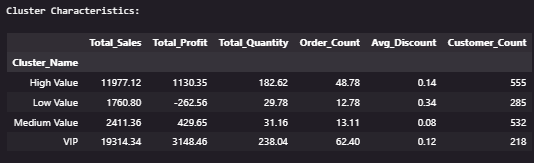 Cluster Characteristics:
Total_Sales Total_Profit Total_Quantity Order_Count Avg_Discount Customer_Count
Cluster_Name
High Value 11977.12 1130.35 182.62 48.78 0.14 555
Low Value 1760.80 -262.56 29.78 12.78 0.34 285
Medium Value 2411.36 429.65 31.16 13.11 0.08 532
VIP 19314.34 3148.46 238.04 62.40 0.12 218